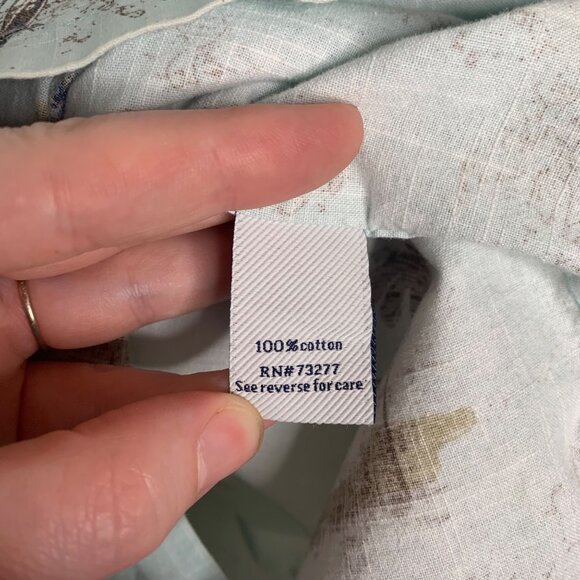 100% cotton
RN#73277
See reverse for care